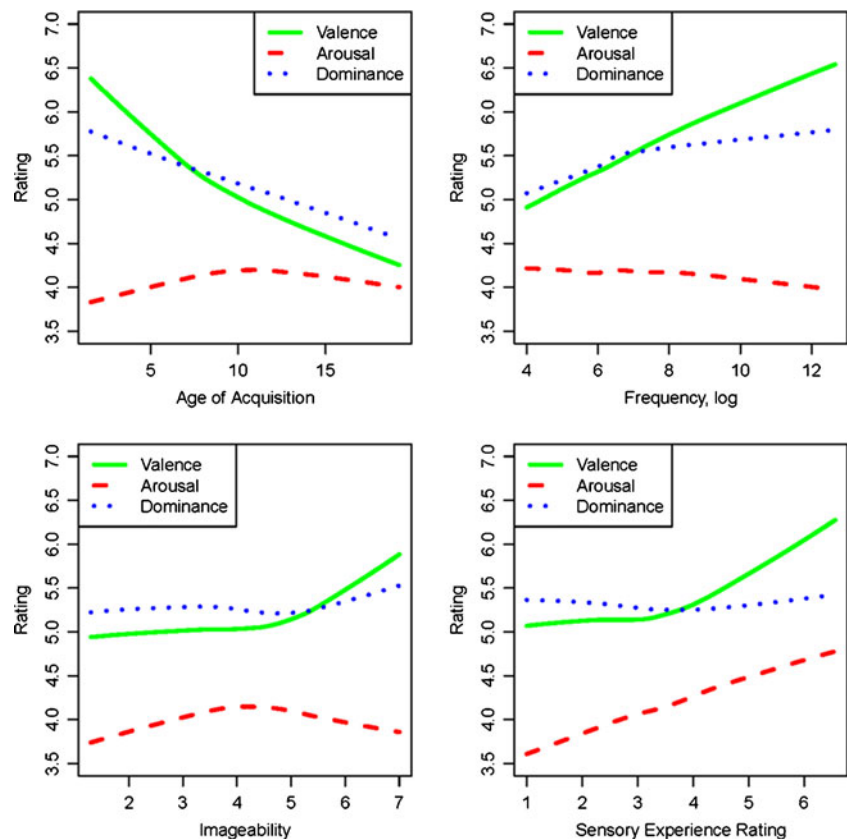 7.0
6.5
6.0
5.5
5.0
4.5
4.0
3.5
Rating
Valence
Arousal
Dominance
5 10 15
Age of Acquisition
7.0
6.5
6.0
5.5
5.0
4.5
4.0
3.5
Rating
Valence
Arousal
Dominance
4 6 8 10 12
Frequency, log
7.0
6.5
6.0
5.5
5.0
4.5
4.0
3.5
Rating
Valence
Arousal
Dominance
2 3 4 5 6 7
Imageability
7.0
6.5
6.0
5.5
5.0
4.5
4.0
3.5
Rating
Valence
Arousal
Dominance
1 2 3 4 5 6
Sensory Experience Rating